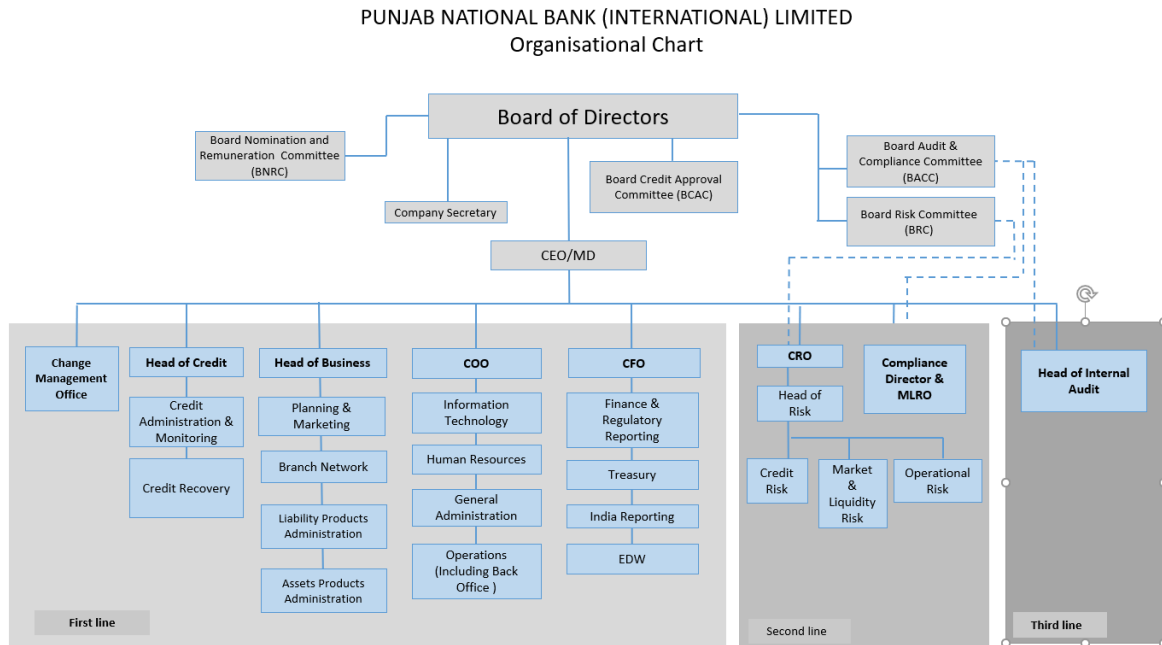 PUNJAB NATIONAL BANK (INTERNATIONAL) LIMITED
Organisational Chart
Board of Directors
Board Nomination and
Remuneration Committee
(BNRC)
Company Secretary
Board Credit Approval
Committee (BCAC)
Board Audit &
Compliance Committee
(BACC)
Board Risk Committee
(BRC)
CEO/MD
Change
Management
Office
Head of Credit
Credit
Administration &
Monitoring
Credit Recovery
Head of Business
Planning &
Marketing
Branch Network
Liability Products
Administration
Assets Products
Administration
COO
Information
Technology
Human Resources
General
Administration
Operations
(Including Back
Office )
CFO
Finance &
Regulatory
Reporting
Treasury
India Reporting
EDW
CRO
Head of
Risk
Credit
Risk
Market
&
Liquidity
Risk
Operational
Risk
Compliance
Director &
MLRO
Head of Internal
Audit
First line
Second line
Third line